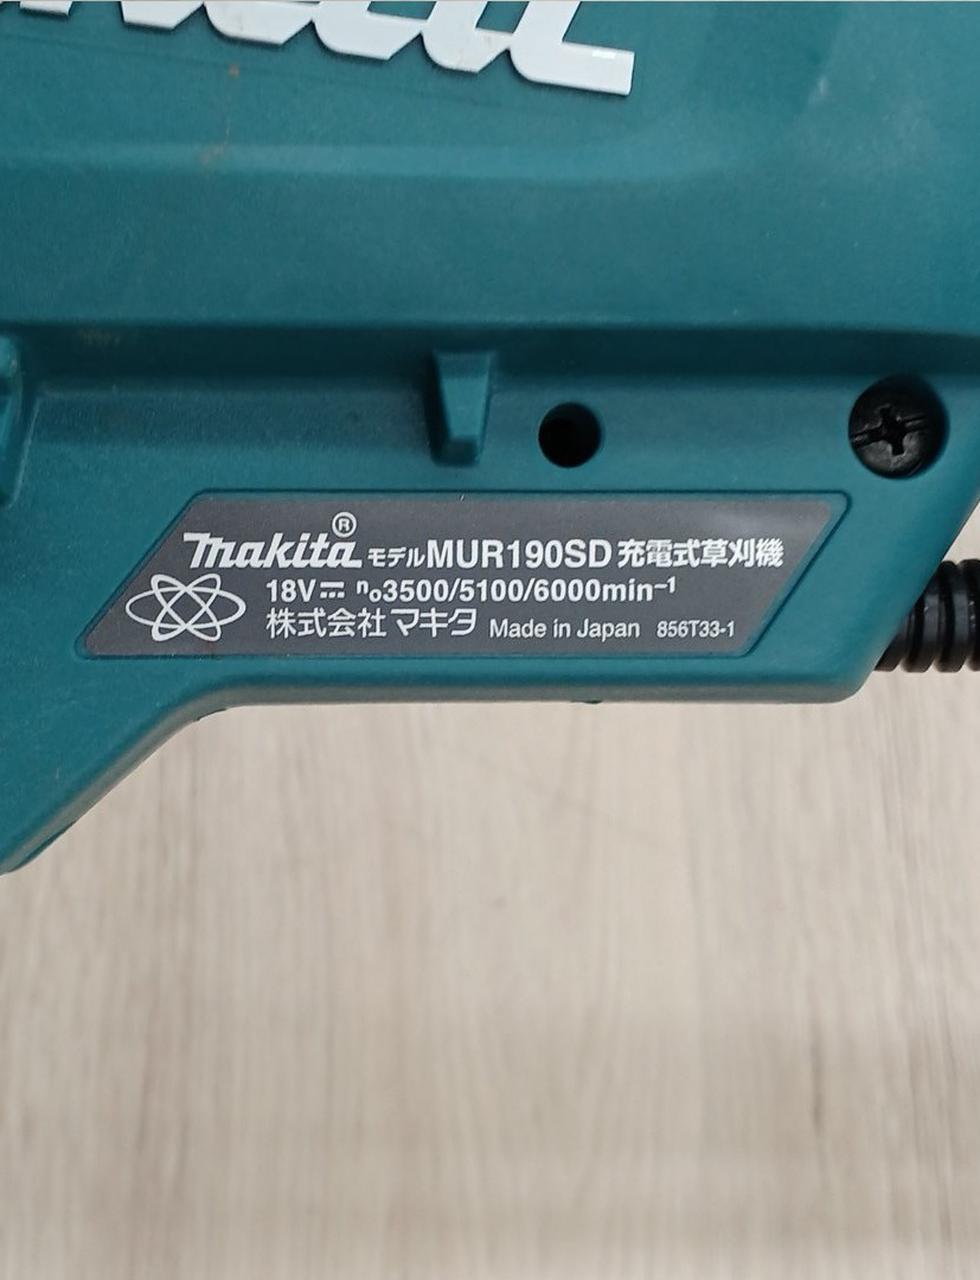 makita® モデルMUR190SD 充電式草刈機
18V⎓ n₀3500/5100/6000min⁻¹
株式会社マキタ Made in Japan 856T33-1